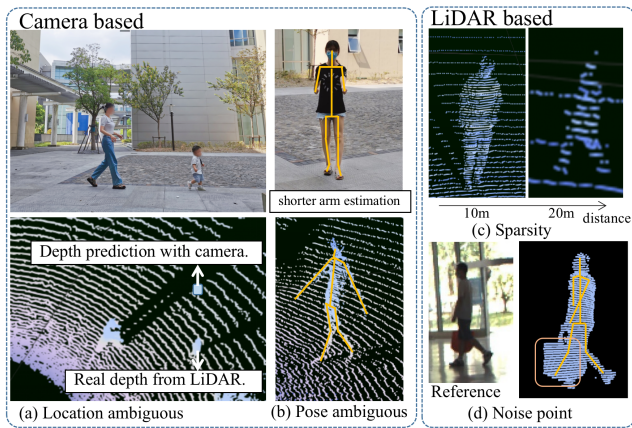 Camera based
shorter arm estimation
Depth prediction with camera.
Real depth from LiDAR.
(a) Location ambiguous
(b) Pose ambiguous
LiDAR based
10m
20m
distance
(c) Sparsity
Reference
(d) Noise point